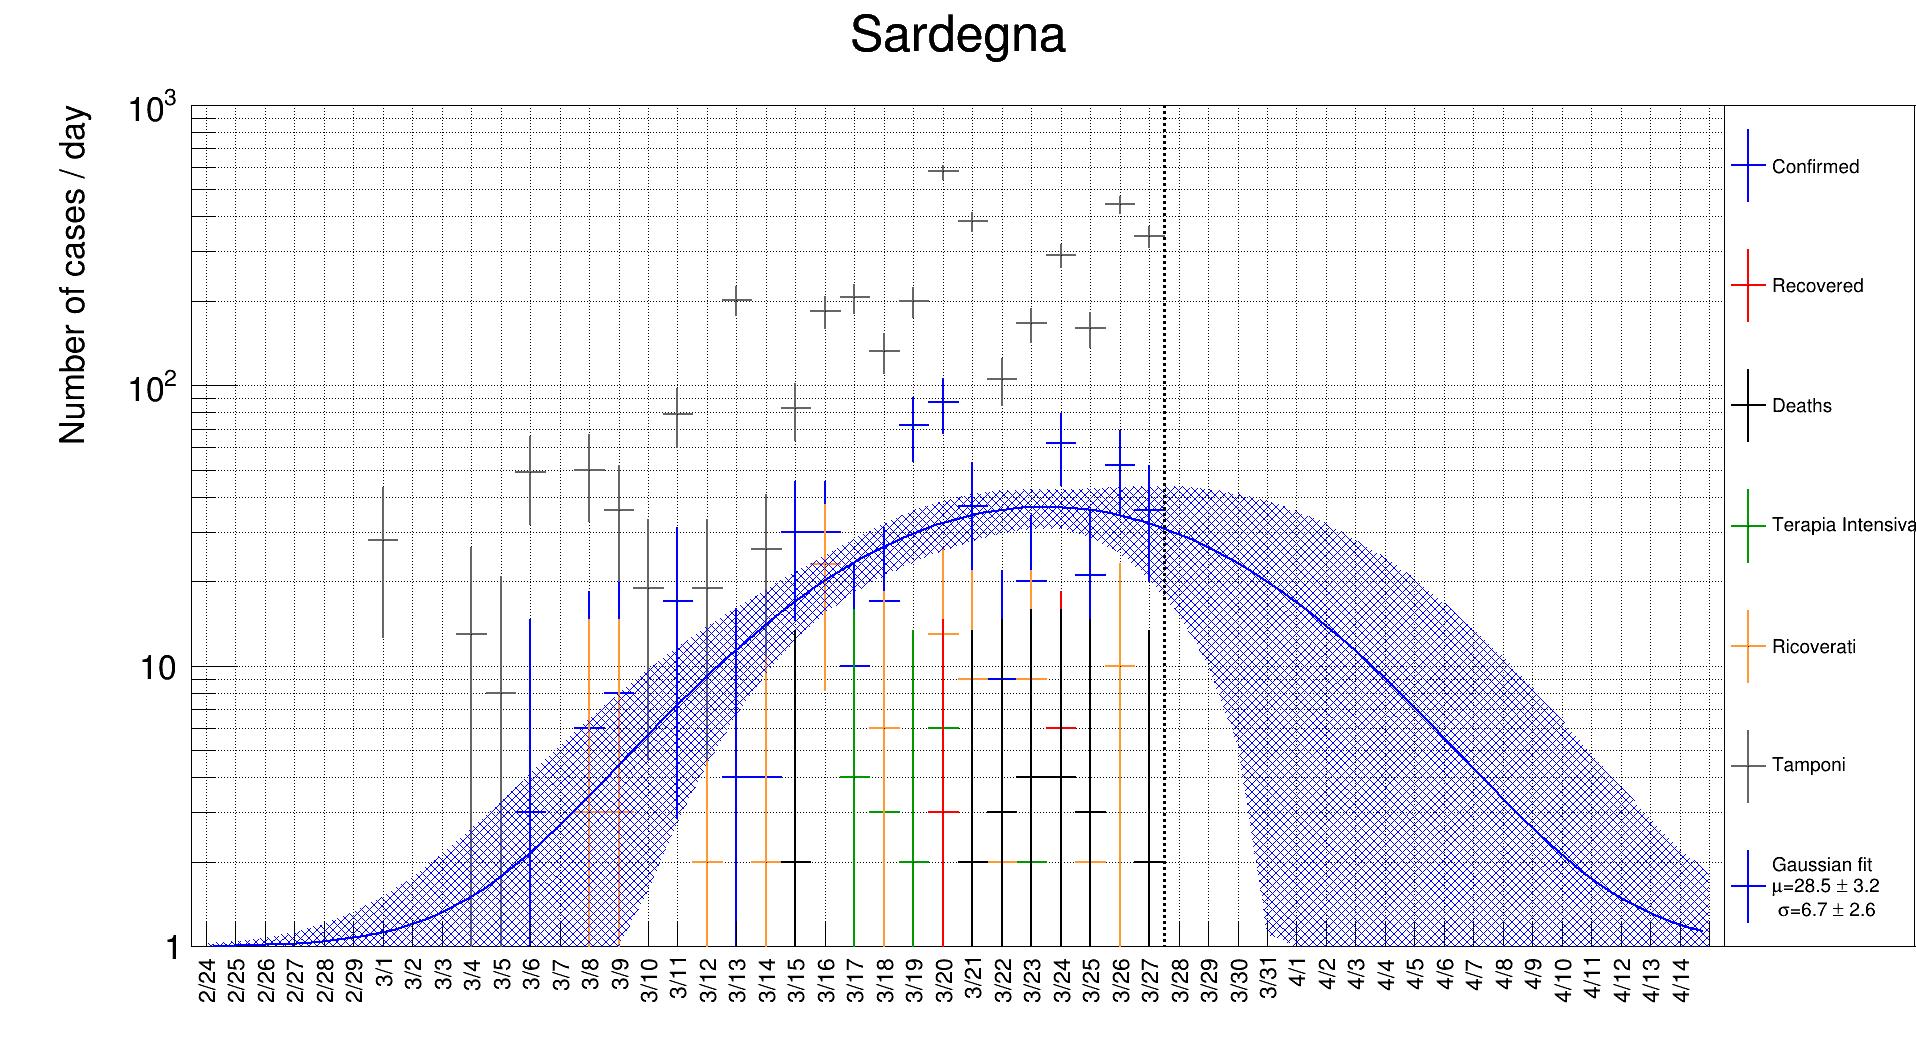 Sardegna
Number of cases / day
10³
10²
10
1
2/24 2/25 2/26 2/27 2/28 2/29 3/1 3/2 3/3 3/4 3/5 3/6 3/7 3/8 3/9 3/10 3/11 3/12 3/13 3/14 3/15 3/16 3/17 3/18 3/19 3/20 3/21 3/22 3/23 3/24 3/25 3/26 3/27 3/28 3/29 3/30 3/31 4/1 4/2 4/3 4/4 4/5 4/6 4/7 4/8 4/9 4/10 4/11 4/12 4/13 4/14
Confirmed
Recovered
Deaths
Terapia Intensiva
Ricoverati
Tamponi
Gaussian fit
μ=28.5 ± 3.2
σ=6.7 ± 2.6